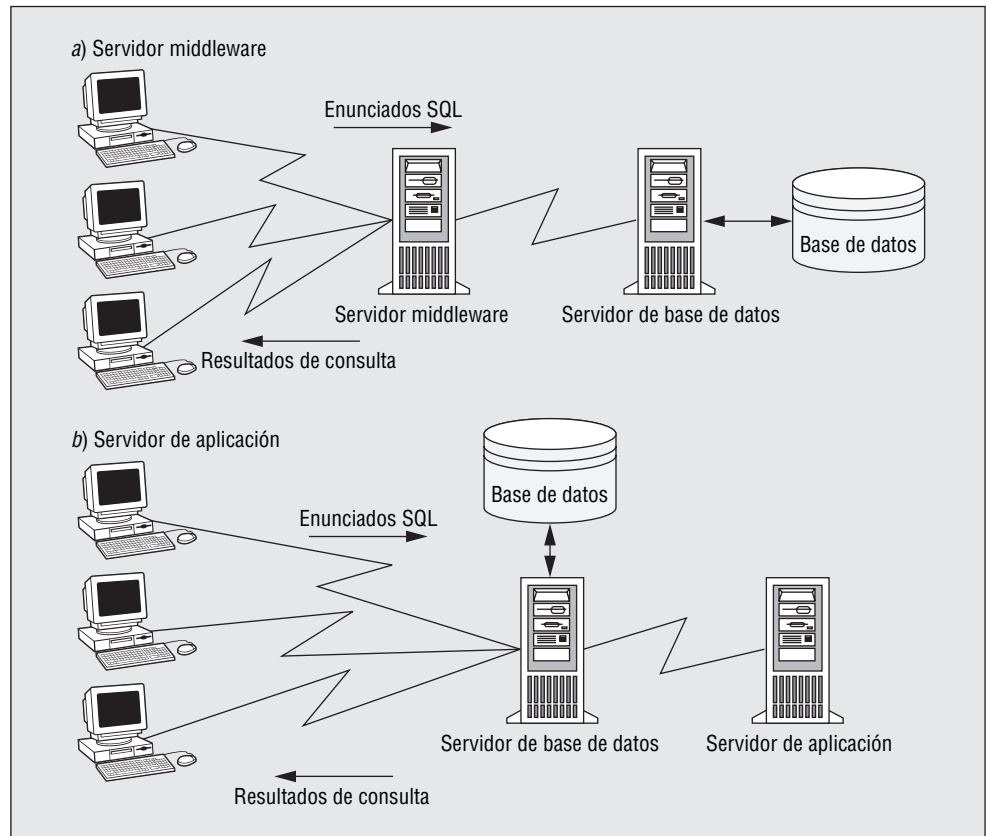 a) Servidor middleware
Enunciados SQL
Base de datos
Servidor middleware
Servidor de base de datos
Resultados de consulta
b) Servidor de aplicación
Base de datos
Enunciados SQL
Servidor de base de datos
Servidor de aplicación
Resultados de consulta